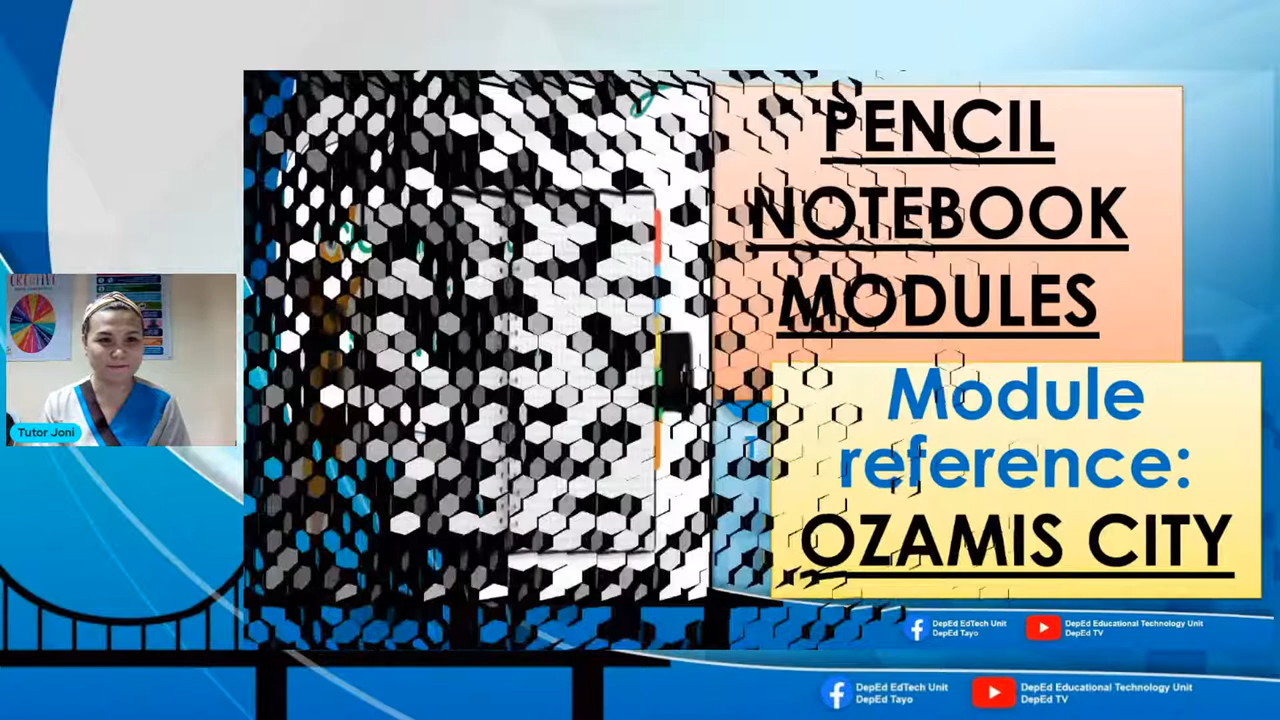 PENCIL
NOTEBOOK
MODULES
Module
reference:
OZAMIS CITY
Tutor Joni
DepEd EdTech Unit
DepEd Tayo
DepEd Educational Technology Unit
DepEd TV
DepEd EdTech Unit
DepEd Tayo
DepEd Educational Technology Unit
DepEd TV